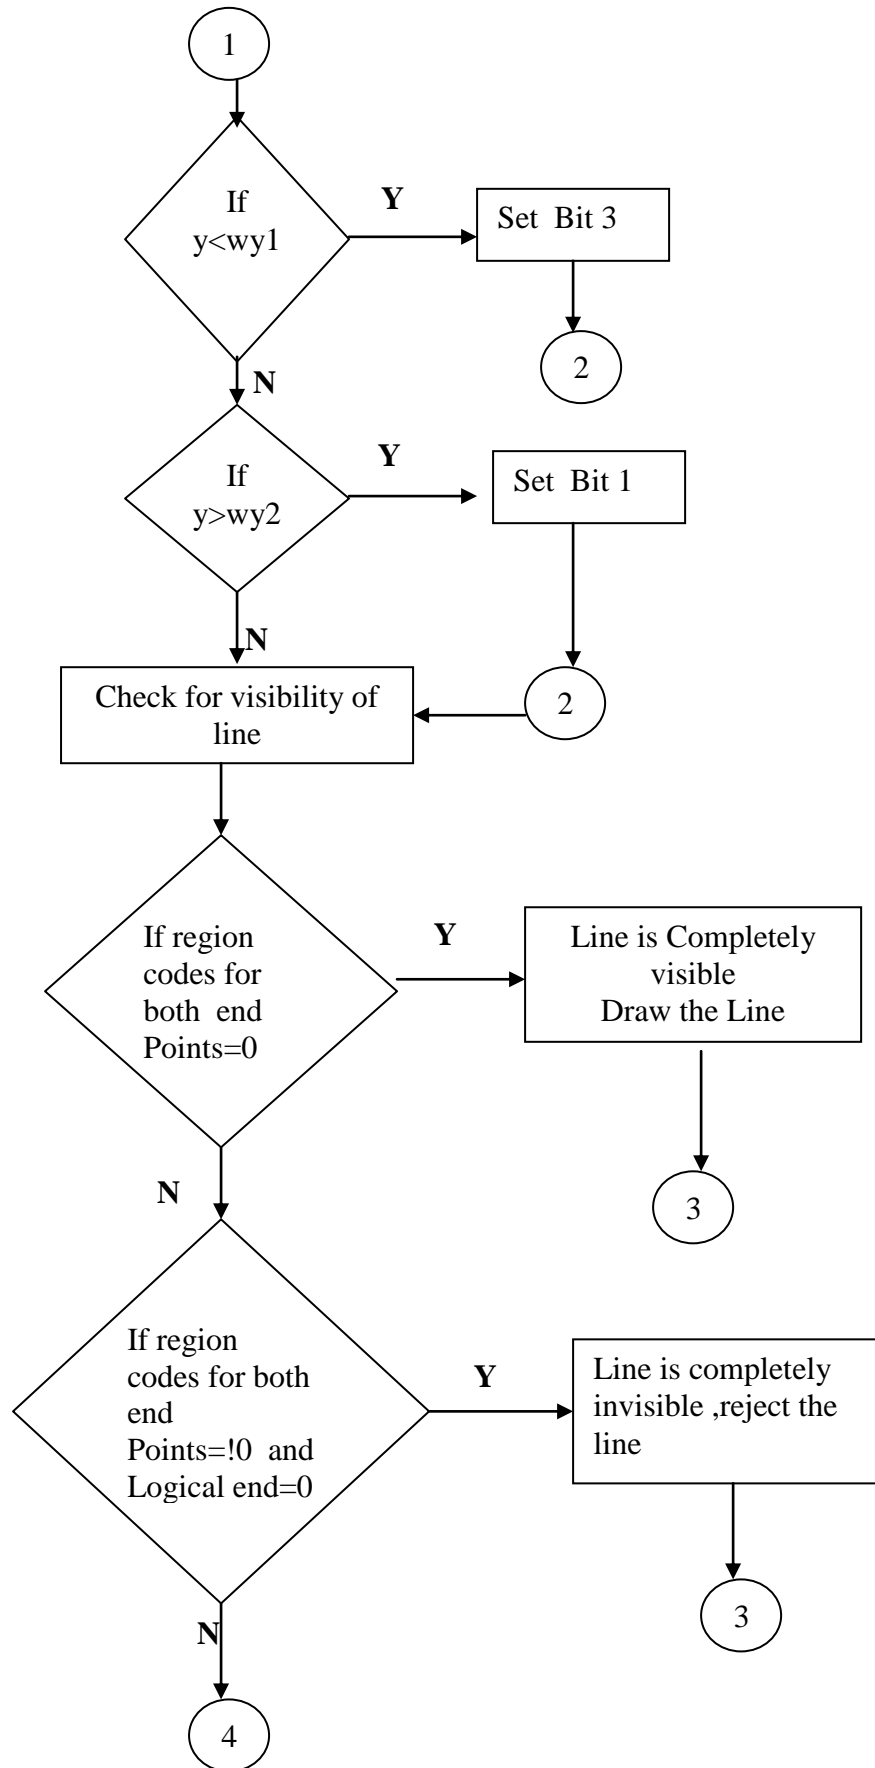 1
If
y<wy1
Y
Set Bit 3
2
N
If
y>wy2
Y
Set Bit 1
N
2
Check for visibility of
line
If region
codes for
both end
Points=0
Y
Line is Completely
visible
Draw the Line
3
N
If region
codes for both
end
Points=!0 and
Logical end=0
Y
Line is completely
invisible ,reject the
line
3
N
4